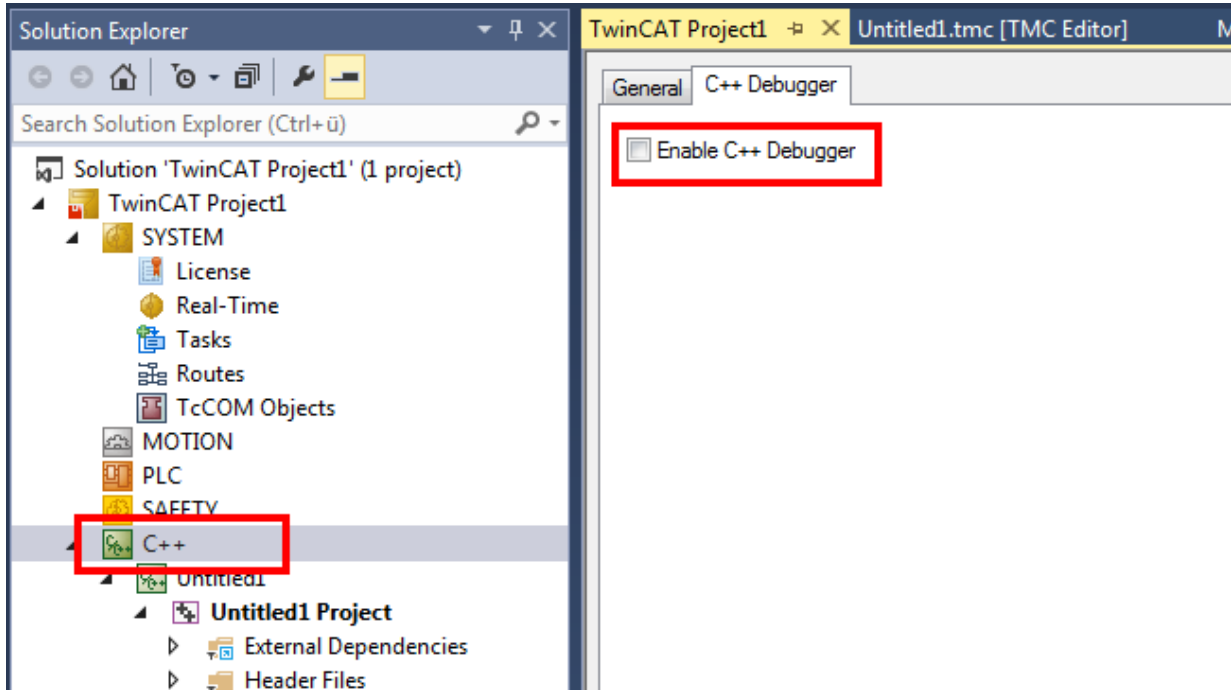 Solution Explorer
Search Solution Explorer (Ctrl+ü)
Solution 'TwinCAT Project1' (1 project)
TwinCAT Project1
SYSTEM
License
Real-Time
Tasks
Routes
TcCOM Objects
MOTION
PLC
SAFETY
C++
Untitled1
Untitled1 Project
External Dependencies
Header Files
TwinCAT Project1
Untitled1.tmc [TMC Editor]
M
General
C++ Debugger
Enable C++ Debugger